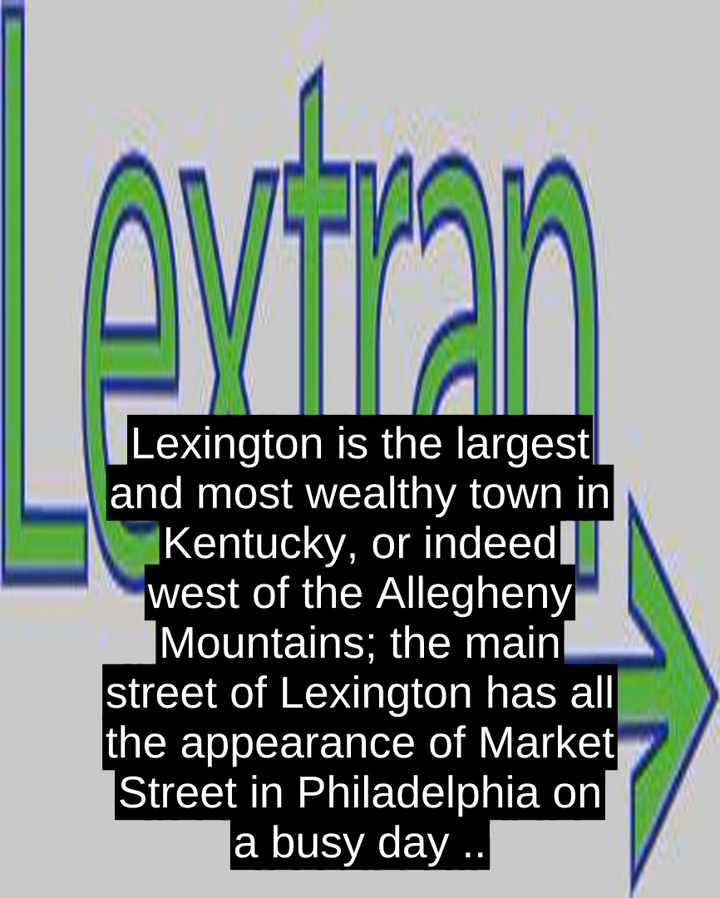 Lextran
Lexington is the largest
and most wealthy town in
Kentucky, or indeed
west of the Allegheny
Mountains; the main
street of Lexington has all
the appearance of Market
Street in Philadelphia on
a busy day ..